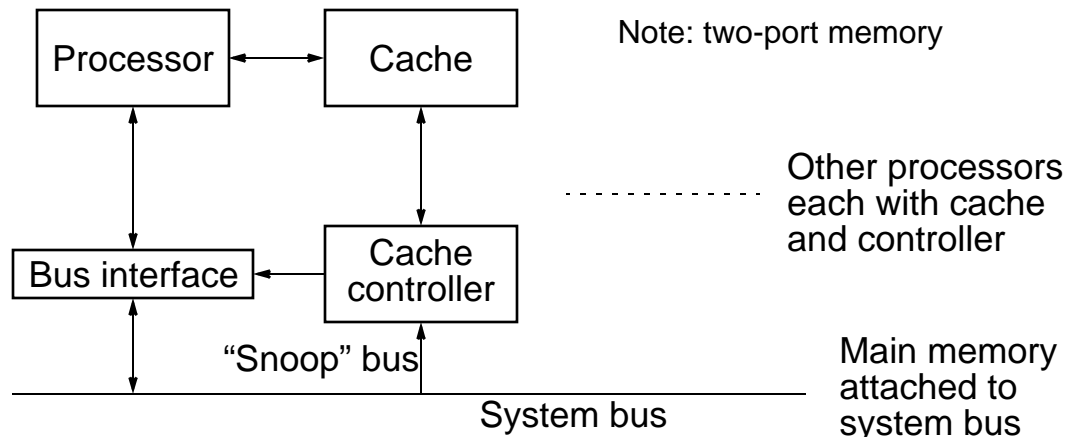 Processor
Cache
Note: two-port memory
Other processors
each with cache
and controller
Bus interface
Cache
controller
“Snoop” bus
System bus
Main memory
attached to
system bus